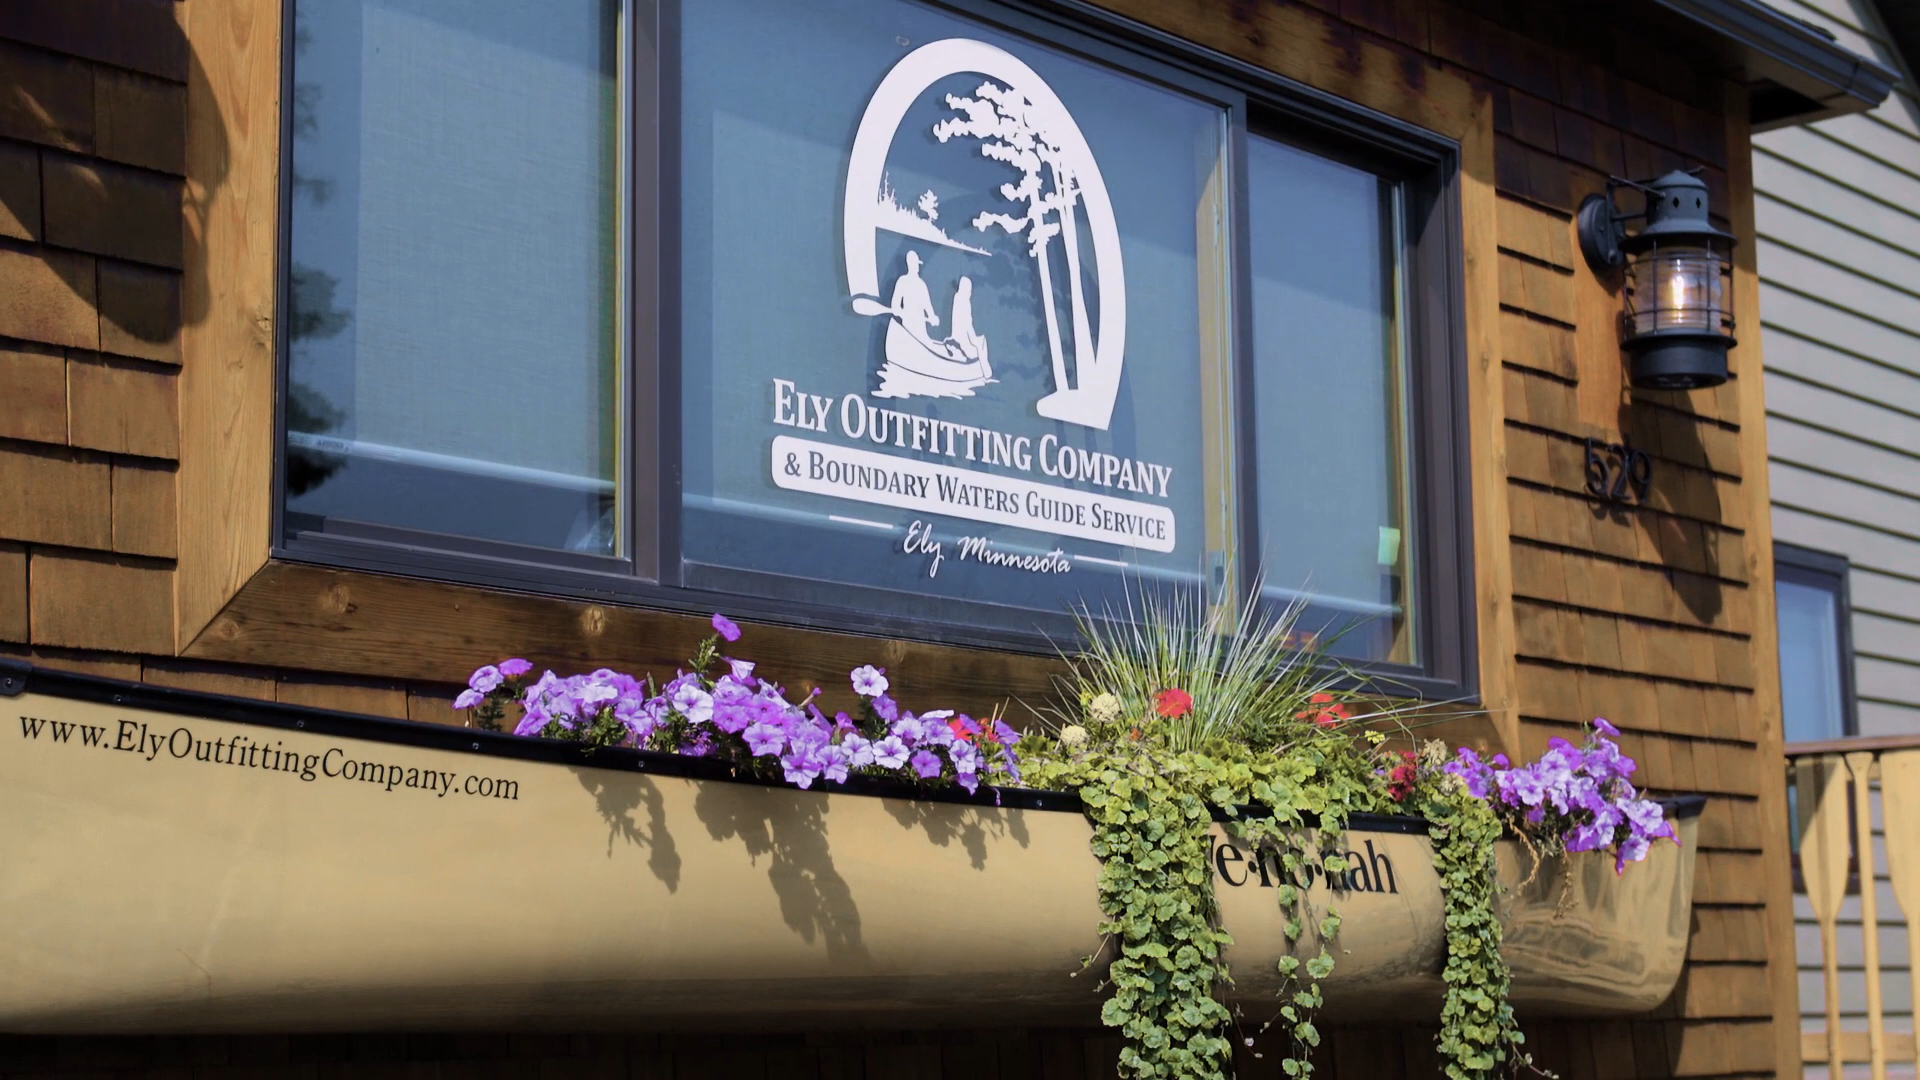 ELY OUTFITTING COMPANY
& BOUNDARY WATERS GUIDE SERVICE
Ely Minnesota
529
www.ElyOutfittingCompany.com